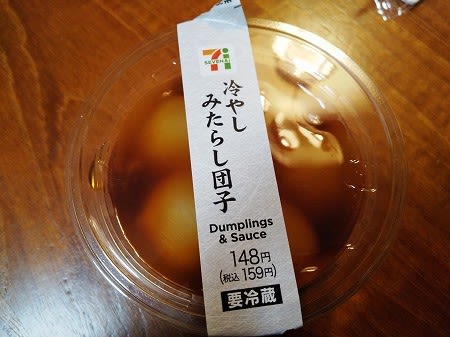 SEVEN&i
冷やし
みたらし団子
Dumplings
& Sauce
148円
(税込 159円)
要冷蔵